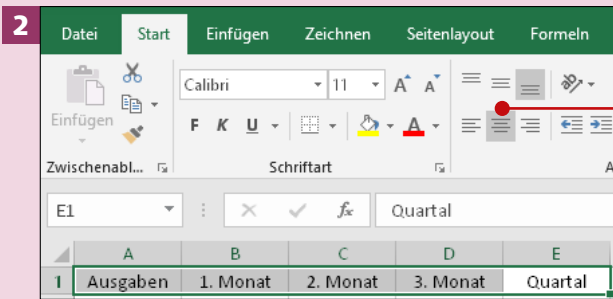 2
Datei Start Einfügen Zeichnen Seitenlayout Formeln
Calibri 11 A A
Einfügen
F K U A
Zwischenabl... Schriftart A
E1 fx Quartal
A B C D E
1 Ausgaben 1. Monat 2. Monat 3. Monat Quartal